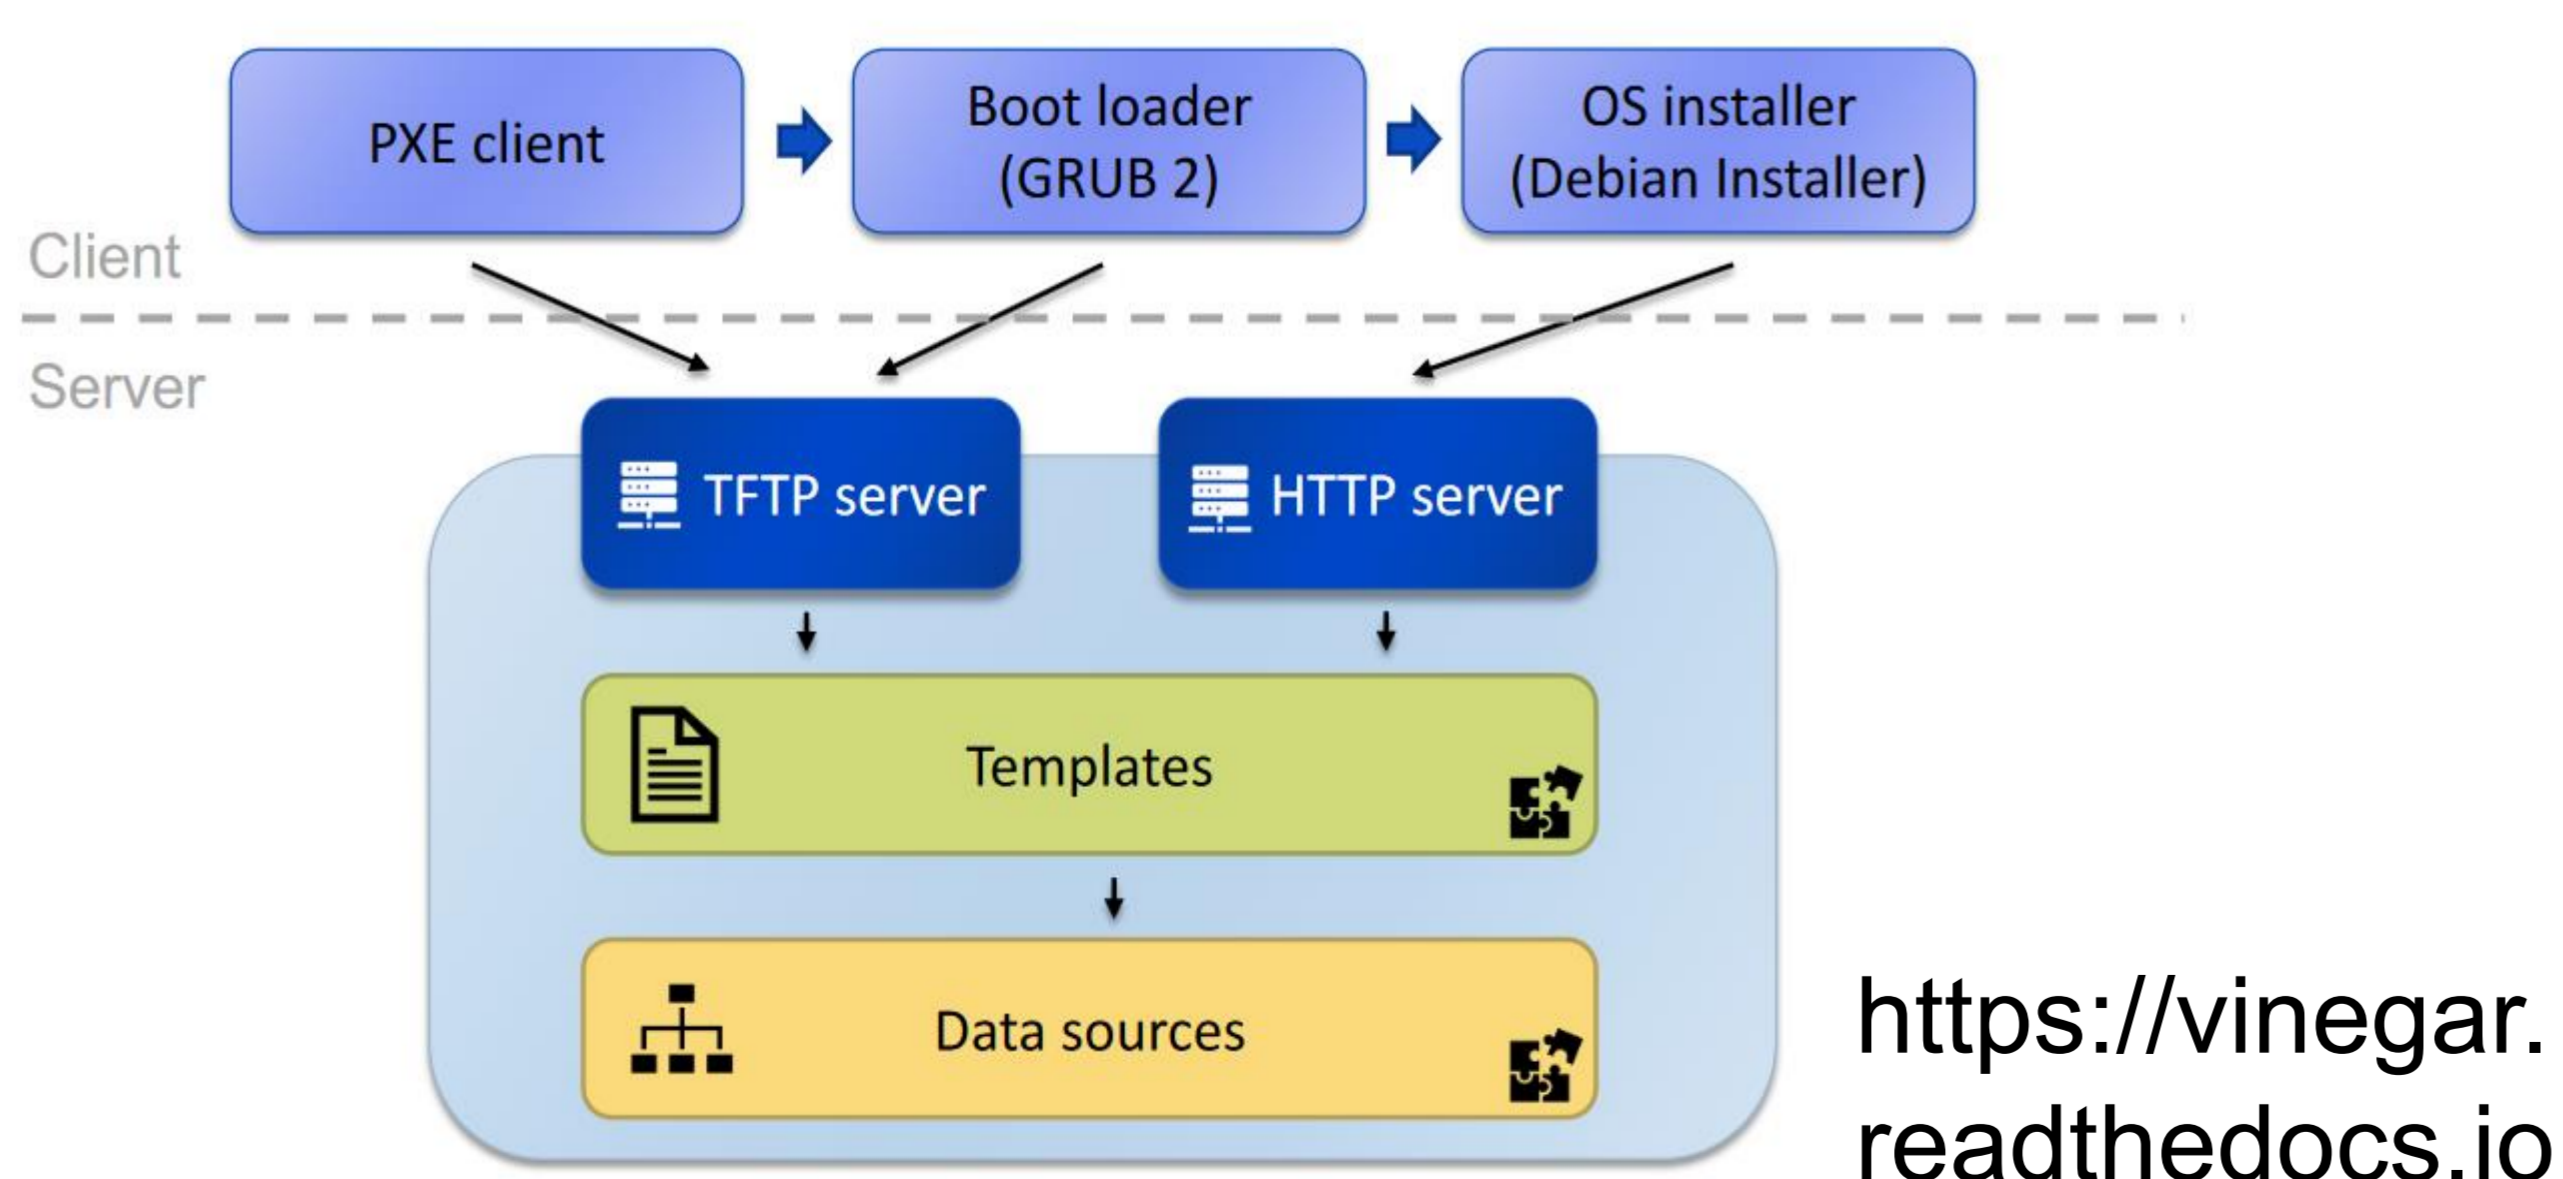 PXE client
Boot loader
(GRUB 2)
OS installer
(Debian Installer)
Client
Server
TFTP server
HTTP server
Templates
Data sources
https://vinegar.
readthedocs.io